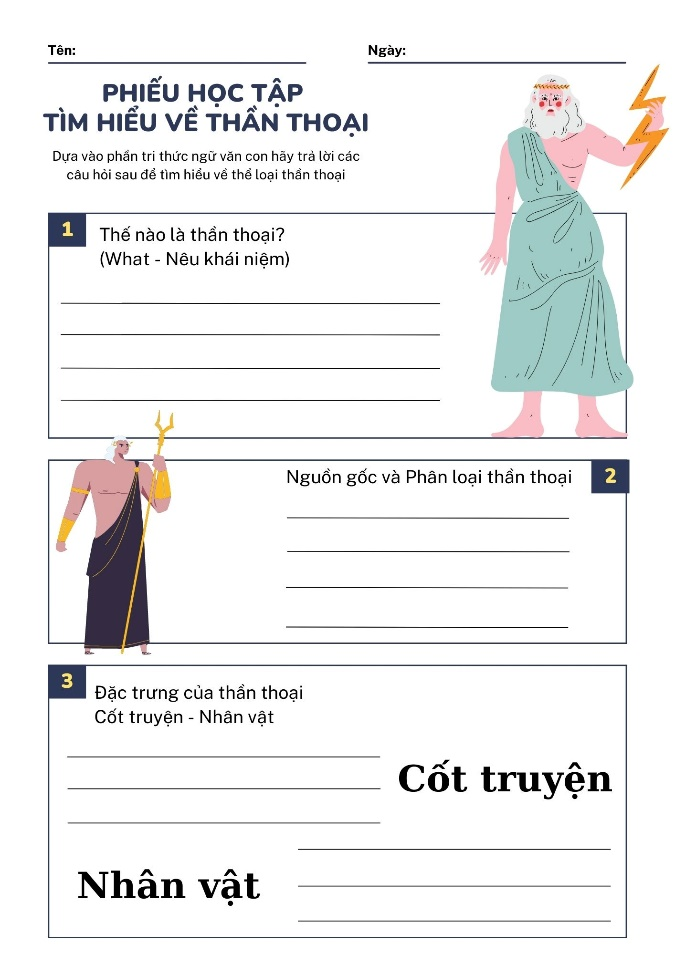 Tên:
Ngày:
PHIẾU HỌC TẬP
TÌM HIỂU VỀ THẦN THOẠI
Dựa vào phần tri thức ngữ văn con hãy trả lời các
câu hỏi sau để tìm hiểu về thể loại thần thoại
1
Thế nào là thần thoại?
(What - Nêu khái niệm)
Nguồn gốc và Phân loại thần thoại
2
3
Đặc trưng của thần thoại
Cốt truyện - Nhân vật
Cốt truyện
Nhân vật